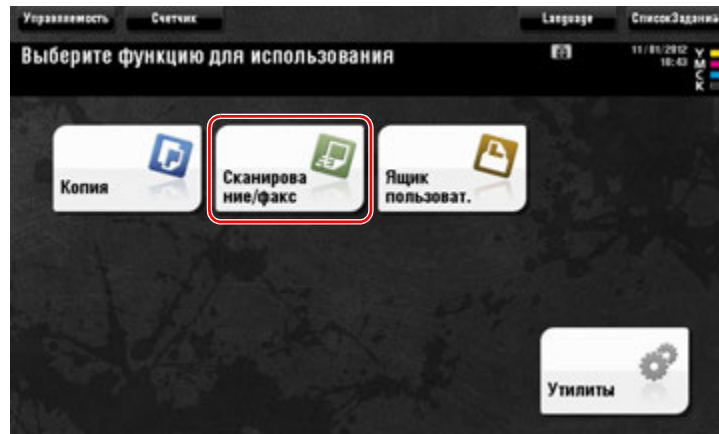 Управляемость Счетчик Language СписокЗаданий
Выберите функцию для использования
11/01/2012
10:43
Y
M
C
K
Копия
Сканирова
ние/факс
Ящик
пользоват.
Утилиты